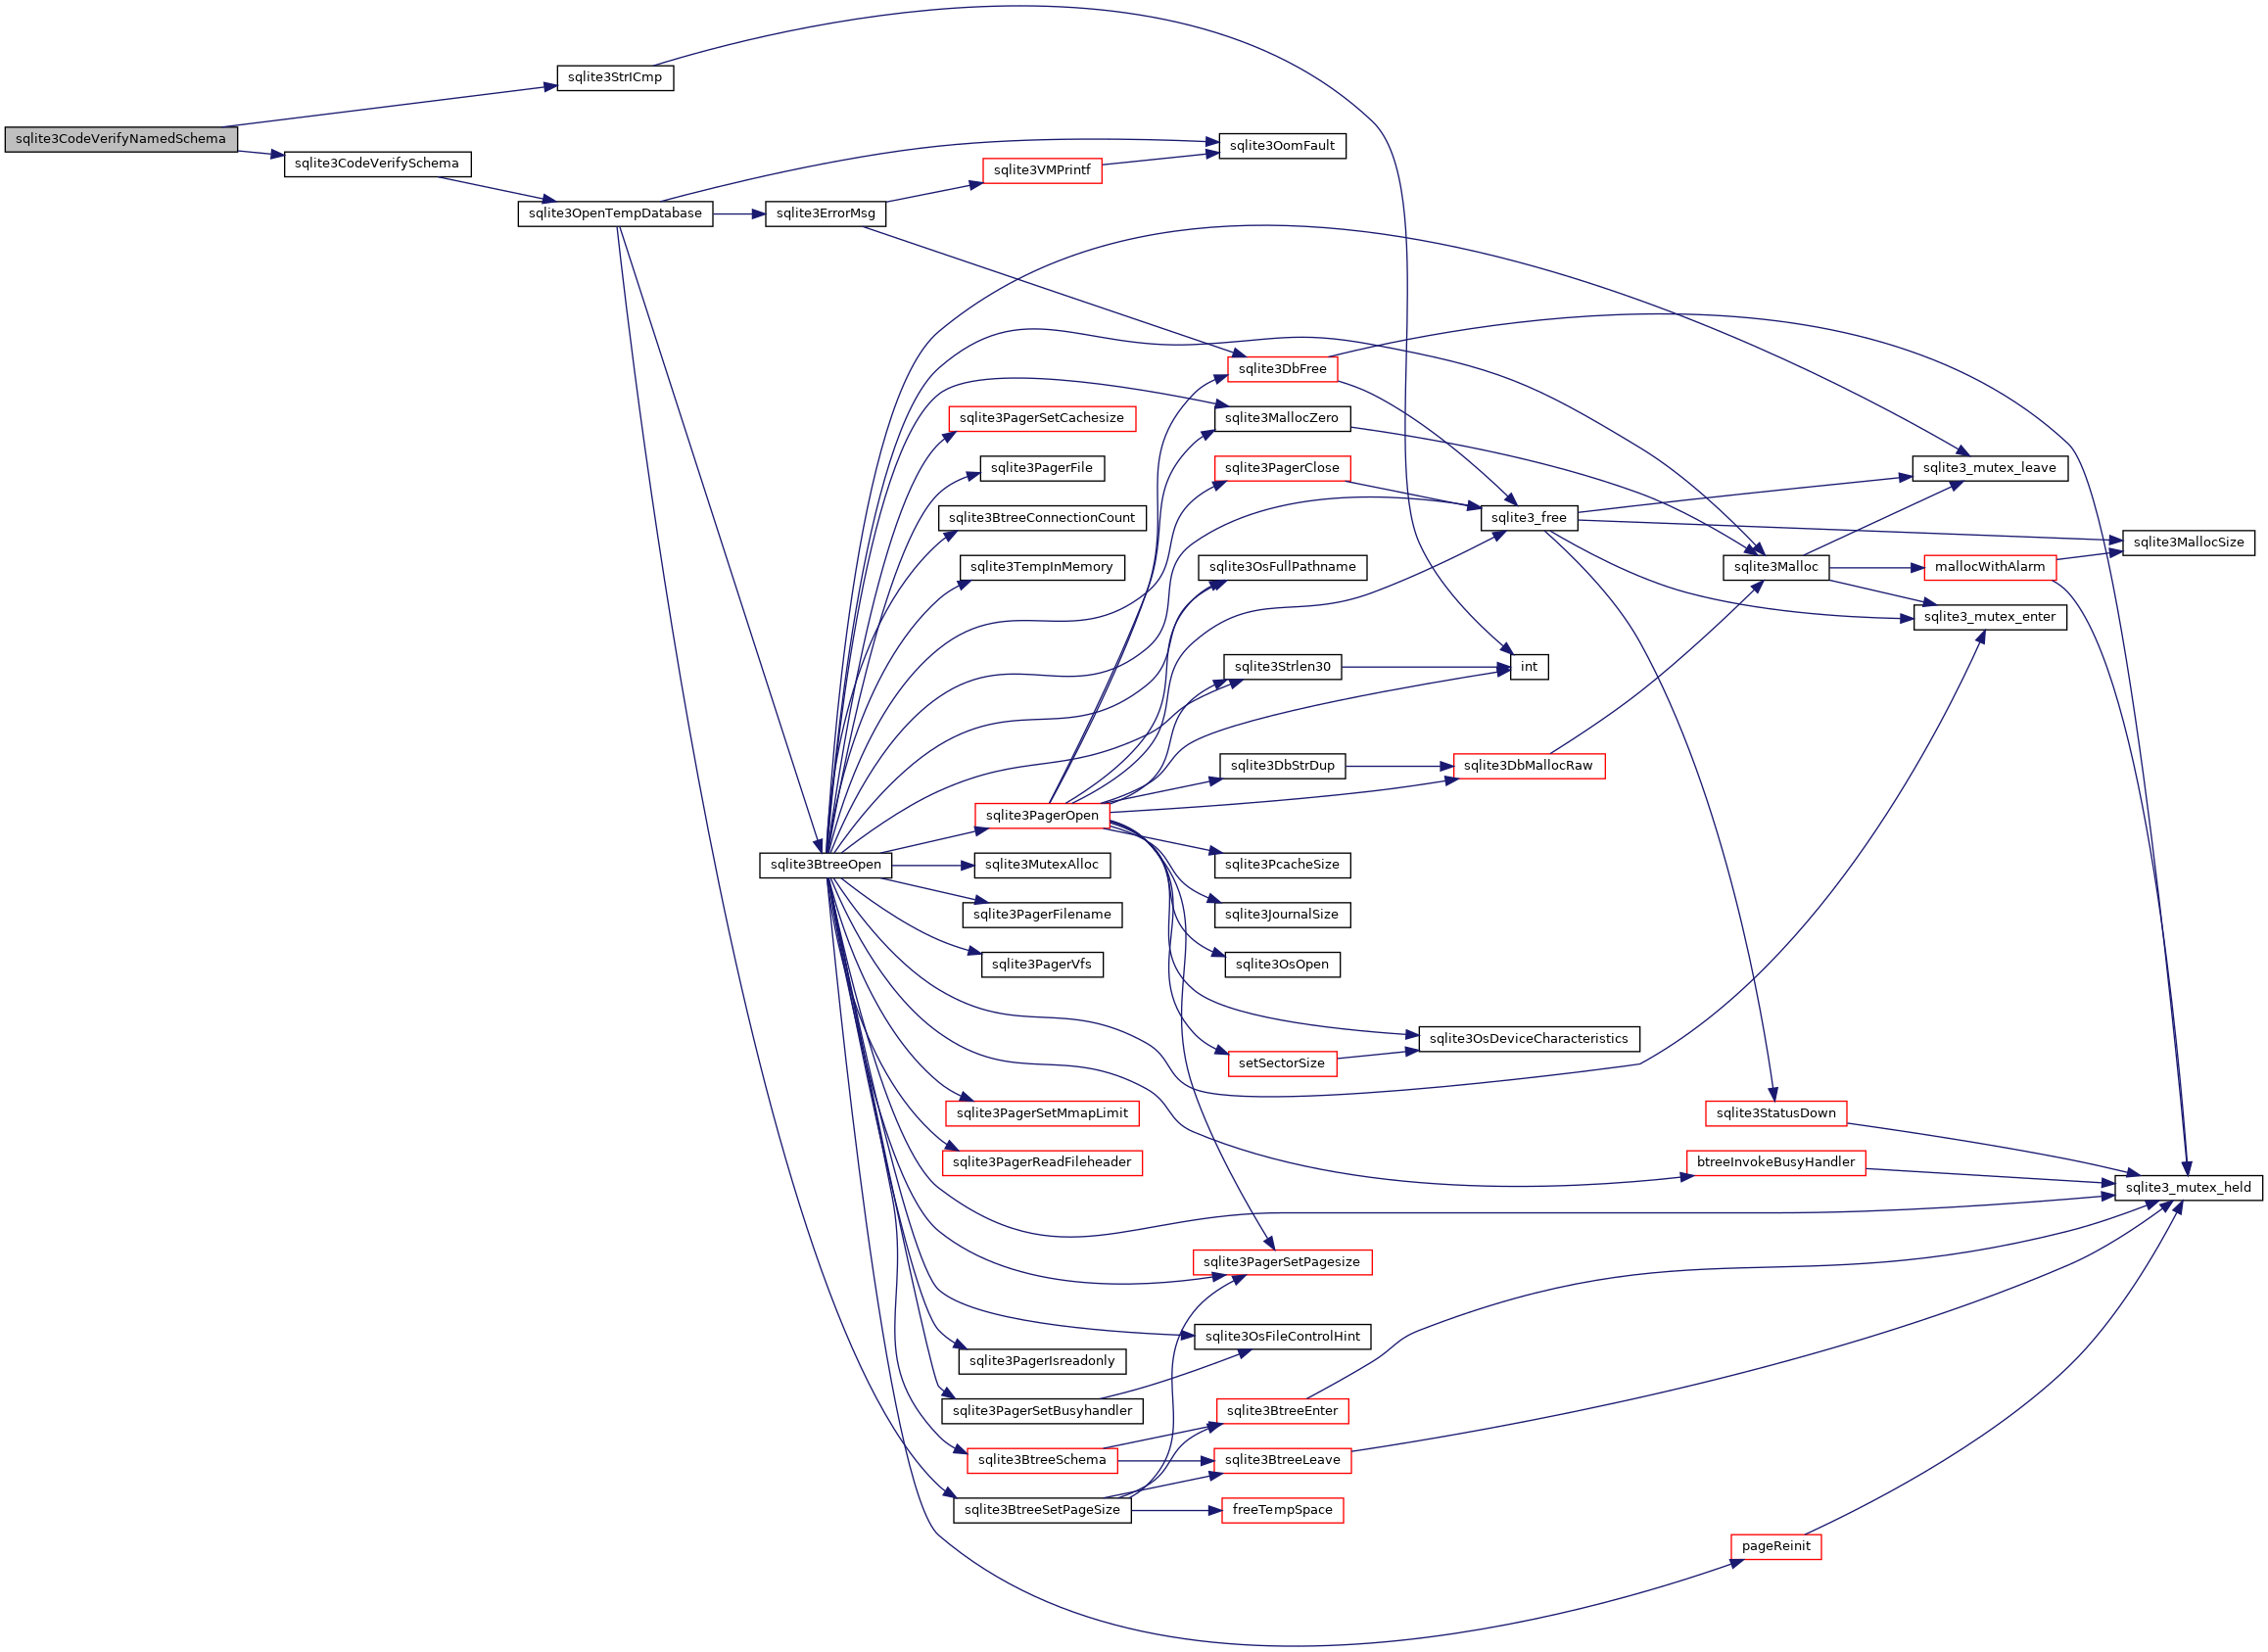 sqlite3StrICmp
sqlite3CodeVerifyNamedSchema
sqlite3OomFault
sqlite3CodeVerifySchema
sqlite3VMPrintf
sqlite3OpenTempDatabase
sqlite3ErrorMsg
sqlite3DbFree
sqlite3PagerSetCachesize
sqlite3MallocZero
sqlite3PagerFile
sqlite3PagerClose
sqlite3_mutex_leave
sqlite3BtreeConnectionCount
sqlite3_free
sqlite3MallocSize
sqlite3TempInMemory
sqlite3OsFullPathname
sqlite3Malloc
mallocWithAlarm
sqlite3_mutex_enter
sqlite3Strlen30
int
sqlite3DbStrDup
sqlite3DbMallocRaw
sqlite3PagerOpen
sqlite3BtreeOpen
sqlite3MutexAlloc
sqlite3PcacheSize
sqlite3PagerFilename
sqlite3JournalSize
sqlite3PagerVfs
sqlite3OsOpen
sqlite3OsDeviceCharacteristics
setSectorSize
sqlite3PagerSetMmapLimit
sqlite3StatusDown
sqlite3PagerReadFileheader
btreeInvokeBusyHandler
sqlite3_mutex_held
sqlite3PagerSetPagesize
sqlite3OsFileControlHint
sqlite3PagerIsreadonly
sqlite3PagerSetBusyhandler
sqlite3BtreeEnter
sqlite3BtreeSchema
sqlite3BtreeLeave
sqlite3BtreeSetPageSize
freeTempSpace
pageReinit